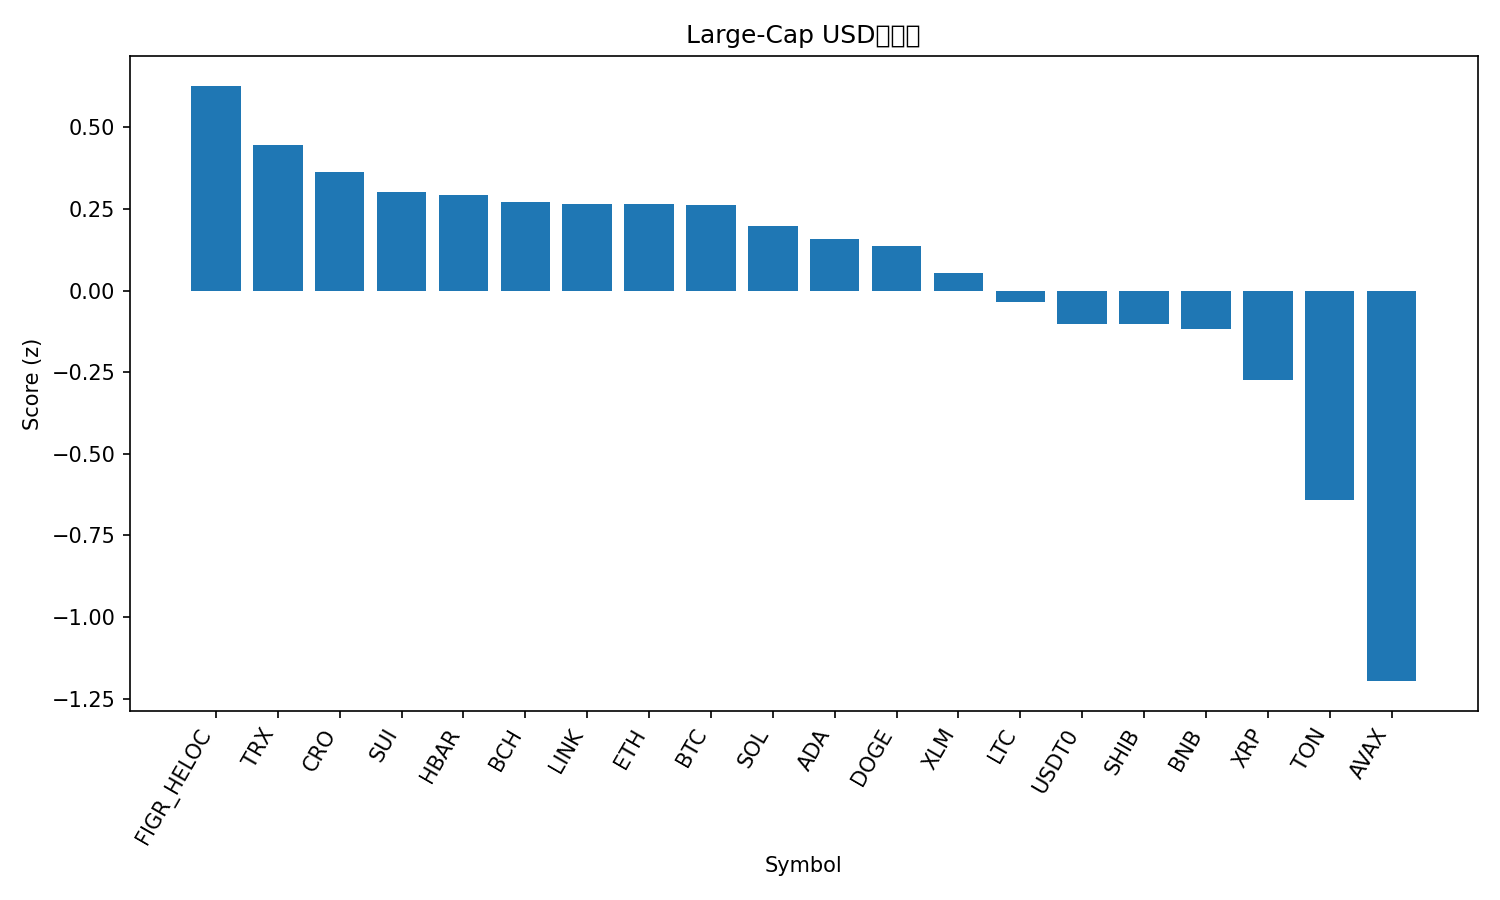 Large-Cap USD
0.50
0.25
0.00
−0.25
−0.50
−0.75
−1.00
−1.25
Score (z)
FIGR_HELOC
TRX
CRO
SUI
HBAR
BCH
LINK
ETH
BTC
SOL
ADA
DOGE
XLM
LTC
USDT0
SHIB
BNB
XRP
TON
AVAX
Symbol